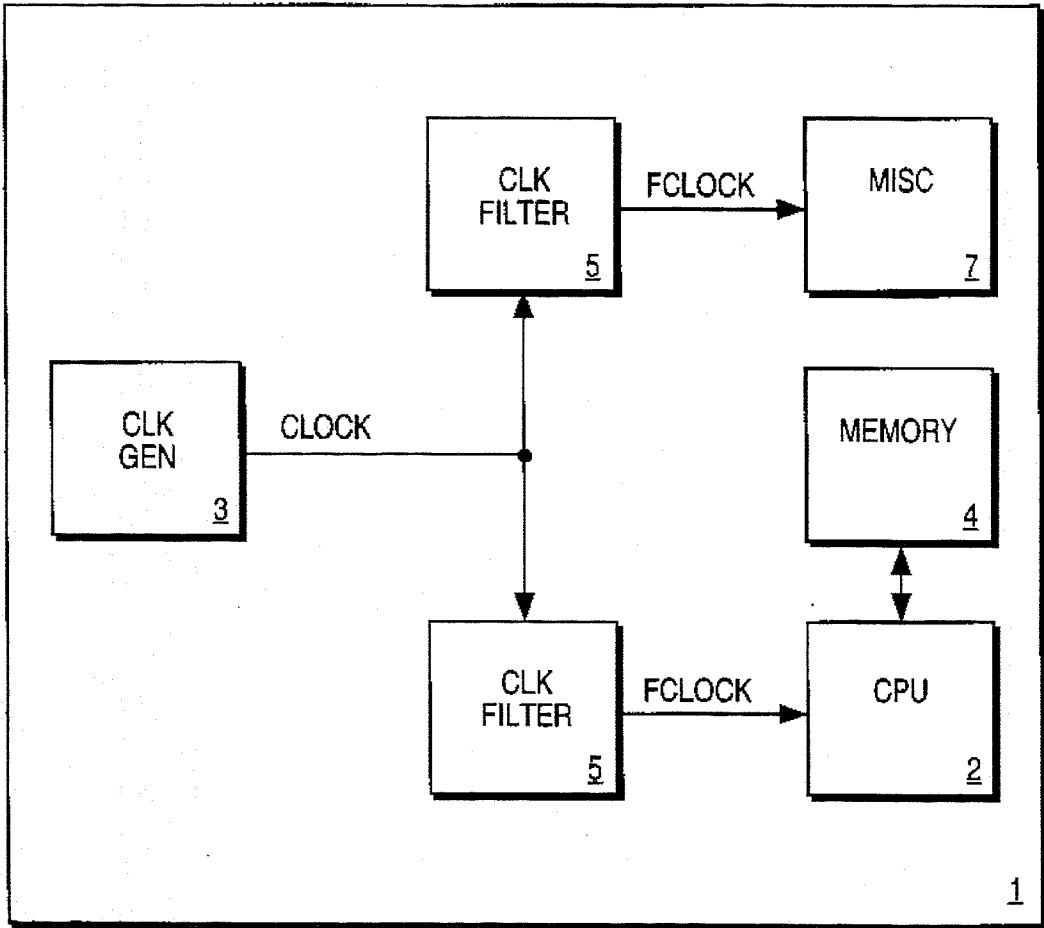 CLK
FILTER
5
FCLOCK
MISC
7
CLK
GEN
3
CLOCK
MEMORY
4
CLK
FILTER
5
FCLOCK
CPU
2
1